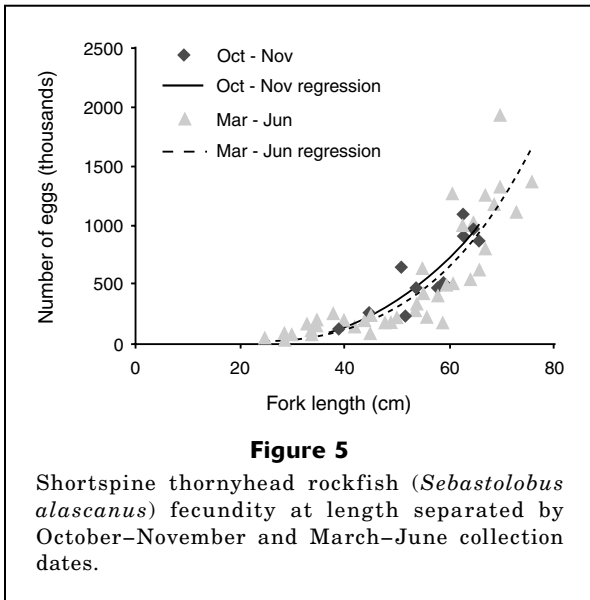 2500
2000
1500
1000
500
0
0
20
40
60
80
Number of eggs (thousands)
Fork length (cm)
Oct - Nov
Oct - Nov regression
Mar - Jun
Mar - Jun regression
Figure 5
Shortspine thornyhead rockfish (Sebastolobus
alascanus) fecundity at length separated by
October–November and March–June collection
dates.